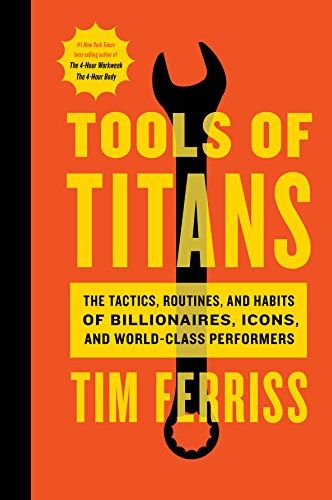 #1 New York Times
best-selling author of
The 4-Hour Workweek
The 4-Hour Body
TOOLS OF
TITANS
THE TACTICS, ROUTINES, AND HABITS
OF BILLIONAIRES, ICONS,
AND WORLD-CLASS PERFORMERS
TIM FERRISS